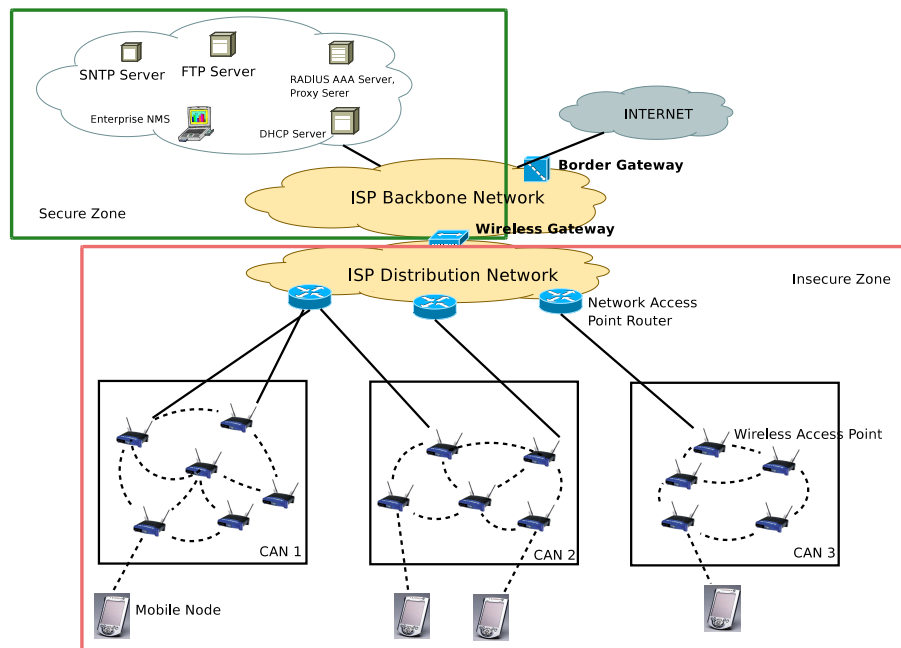 SNTP Server
FTP Server
RADIUS AAA Server,
Proxy Serer
Enterprise NMS
DHCP Server
INTERNET
Border Gateway
ISP Backbone Network
Secure Zone
Wireless Gateway
ISP Distribution Network
Insecure Zone
Network Access
Point Router
Wireless Access Point
CAN 1
CAN 2
CAN 3
Mobile Node